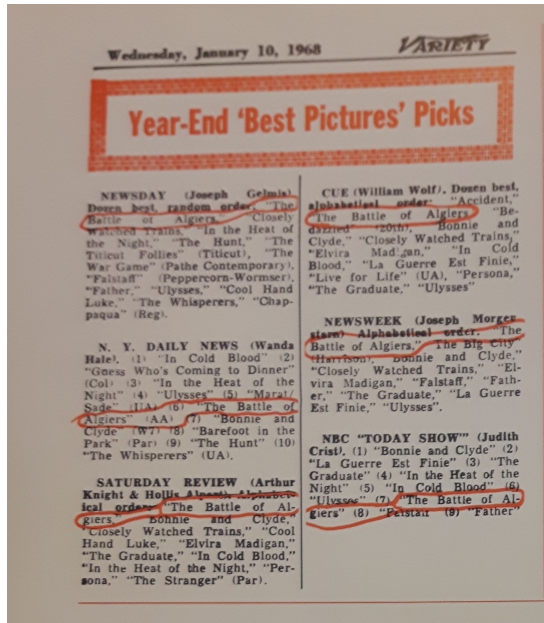 Wednesday, January 10, 1968
VARIETY
Year-End 'Best Pictures' Picks
NEWSDAY (Joseph Gelmis).
Dozen best, random order: "The
Battle of Algiers," "Closely
Watched Trains," "In the Heat of
the Night," "The Hunt," "The
Titicut Follies" (Titicut), "The
War Game" (Pathe Contemporary),
"Falstaff" (Peppercorn-Wormser),
"Father," "Ulysses," "Cool Hand
Luke," "The Whisperers," "Chap-
paqua" (Reg).
N. Y. DAILY NEWS (Wanda
Hale). (1) "In Cold Blood" (2)
"Guess Who's Coming to Dinner"
(Col) (3) "In the Heat of the
Night" (4) "Ulysses" (5) "Marat/
Sade" (UA) (6) "The Battle of
Algiers" (AA) (7) "Bonnie and
Clyde (W7) (8) "Barefoot in the
Park" (Par) (9) "The Hunt" (10)
"The Whisperers" (UA).
SATURDAY REVIEW (Arthur
Knight & Hollis Alpert). Alphabet-
ical order: "The Battle of Al-
giers," Bonnie and Clyde,"
"Closely Watched Trains," "Cool
Hand Luke," "Elvira Madigan,"
"The Graduate," "In Cold Blood,"
"In the Heat of the Night," "Per-
sona," "The Stranger" (Par).
CUE (William Wolf). Dozen best,
alphabetical order: "Accident,"
"The Battle of Algiers," "Be-
dazzled" (20th), Bonnie and
Clyde," "Closely Watched Trains,"
"Elvira Madigan," "In Cold
Blood," "La Guerre Est Finie,"
"Live for Life" (UA), "Persona,"
"The Graduate," "Ulysses"
NEWSWEEK (Joseph Morgen-
stern) Alphabetical order: "The
Battle of Algiers," The Big City
(Harrison), Bonnie and Clyde,"
"Closely Watched Trains," "El-
vira Madigan," "Falstaff," "Fath-
er," "The Graduate," "La Guerre
Est Finie," "Ulysses".
NBC "TODAY SHOW" (Judith
Crist). (1) "Bonnie and Clyde" (2)
"La Guerre Est Finie" (3) "The
Graduate" (4) "In the Heat of the
Night" (5) "In Cold Blood" (6)
"Ulysses" (7) "The Battle of Al-
giers" (8) "Falstaff" (9) "Father"